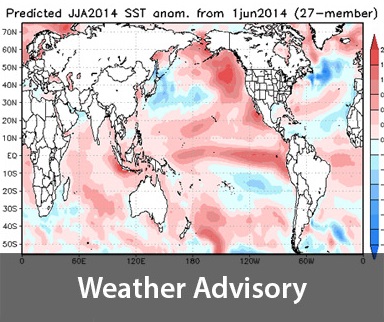 Predicted JJA2014 SST anom. from 1jun2014 (27-member)
70N
60N
50N
40N
30N
20N
10N
EQ
10S
20S
30S
40S
50S
0 60E 120E 180 120W 60W 0
Weather Advisory